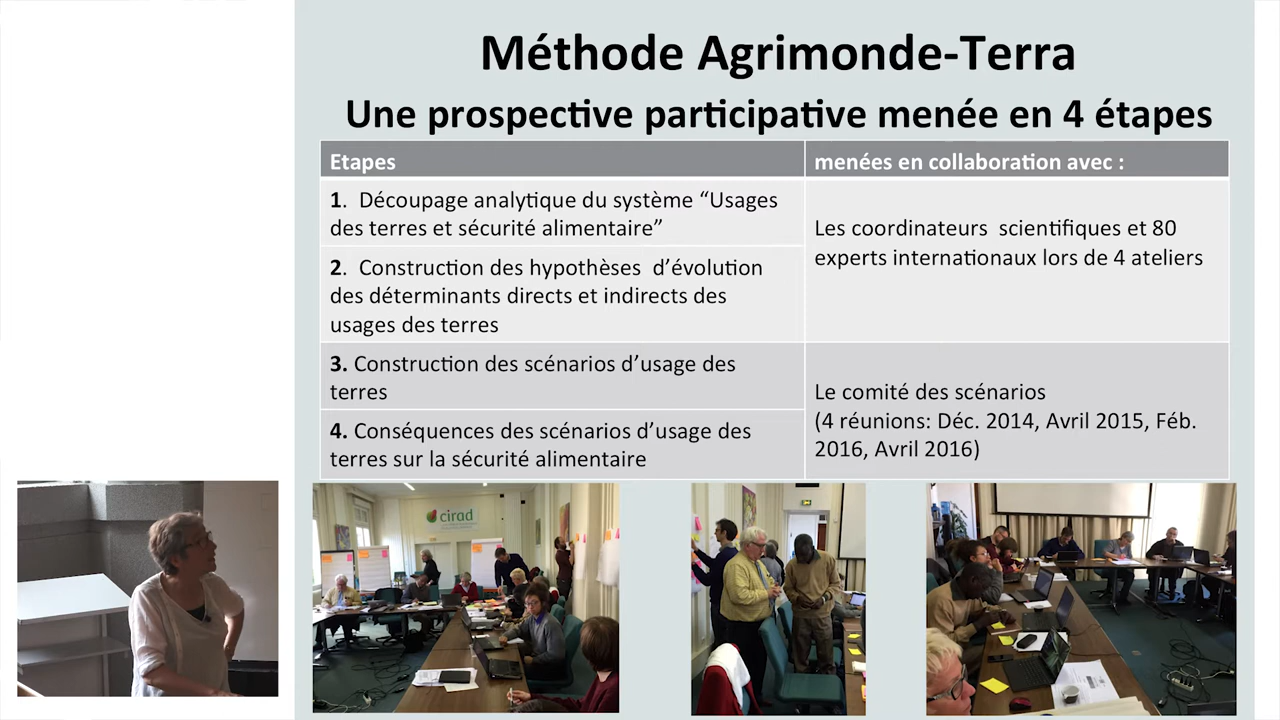 Méthode Agrimonde-Terra
Une prospective participative menée en 4 étapes
Etapes
menées en collaboration avec :
1.  Découpage analytique du système “Usages
des terres et sécurité alimentaire”
Les coordinateurs  scientifiques et 80
experts internationaux lors de 4 ateliers
2.  Construction des hypothèses  d’évolution
des déterminants directs et indirects des
usages des terres
3. Construction des scénarios d’usage des
terres
4. Conséquences des scénarios d’usage des
terres sur la sécurité alimentaire
Le comité des scénarios
(4 réunions: Déc. 2014, Avril 2015, Féb.
2016, Avril 2016)
cirad